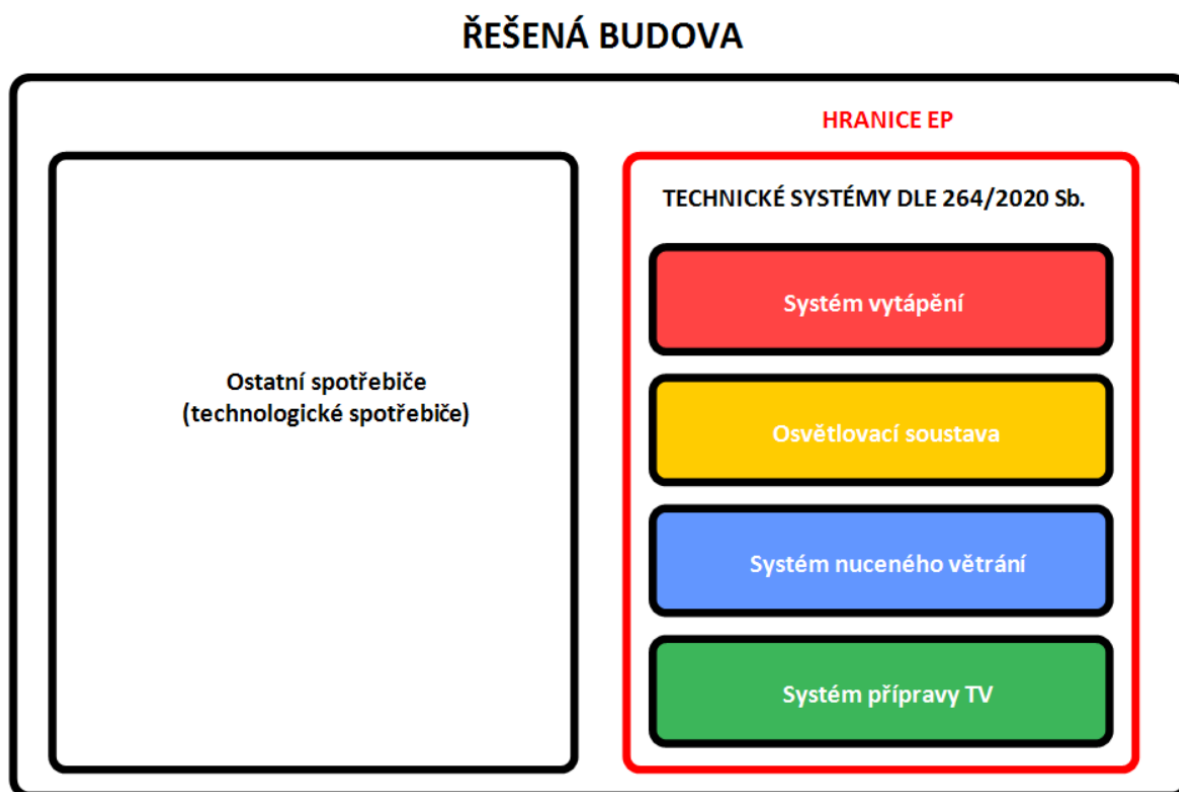 ŘEŠENÁ BUDOVA
HRANICE EP
TECHNICKÉ SYSTÉMY DLE 264/2020 Sb.
Systém vytápění
Ostatní spotřebiče
(technologické spotřebiče)
Osvětlovací soustava
Systém nuceného větrání
Systém přípravy TV